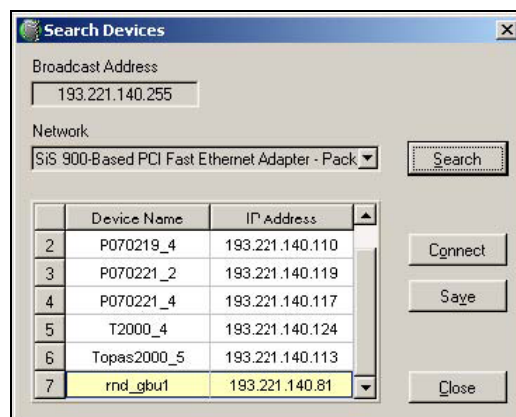 Search Devices
Broadcast Address
193.221.140.255
Network
SiS 900-Based PCI Fast Ethernet Adapter - Pack
Search
Device Name IP Address
2 P070219_4 193.221.140.110
3 P070221_2 193.221.140.119
Connect
4 P070221_4 193.221.140.117
Save
5 T2000_4 193.221.140.124
6 Topas2000_5 193.221.140.113
7 rnd_gbu1 193.221.140.81
Close